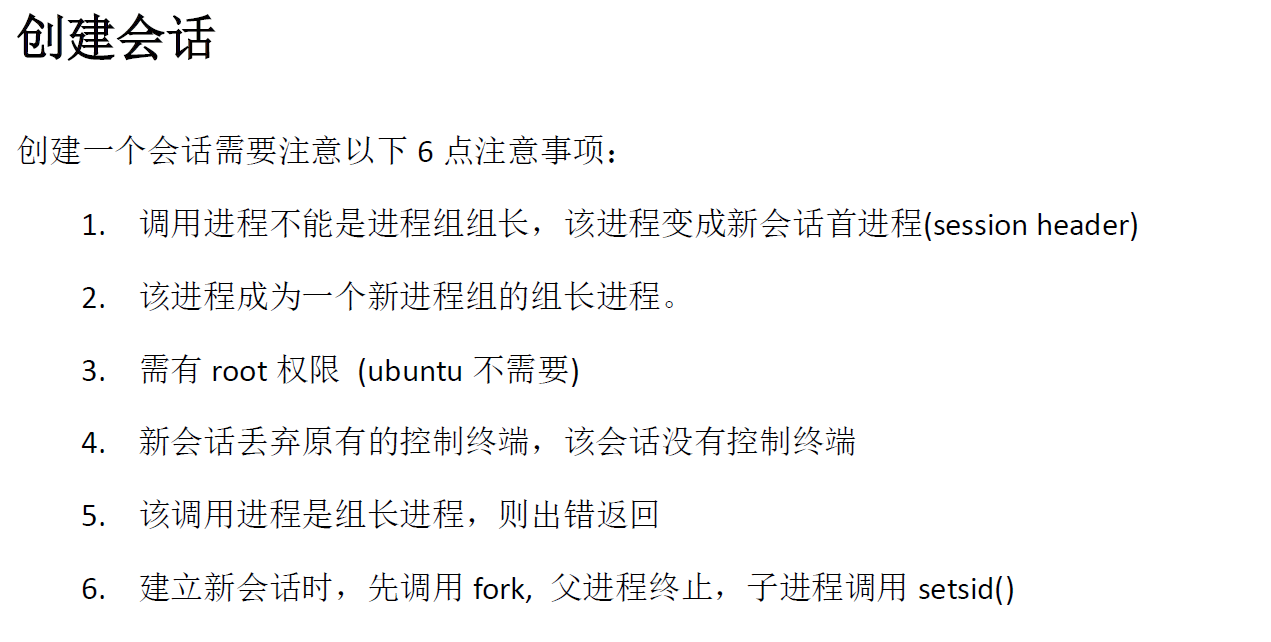 创建会话
创建一个会话需要注意以下 6 点注意事项：
1. 调用进程不能是进程组组长，该进程变成新会话首进程(session header)
2. 该进程成为一个新进程组的组长进程。
3. 需有 root 权限 (ubuntu 不需要)
4. 新会话丢弃原有的控制终端，该会话没有控制终端
5. 该调用进程是组长进程，则出错返回
6. 建立新会话时，先调用 fork, 父进程终止，子进程调用 setsid()